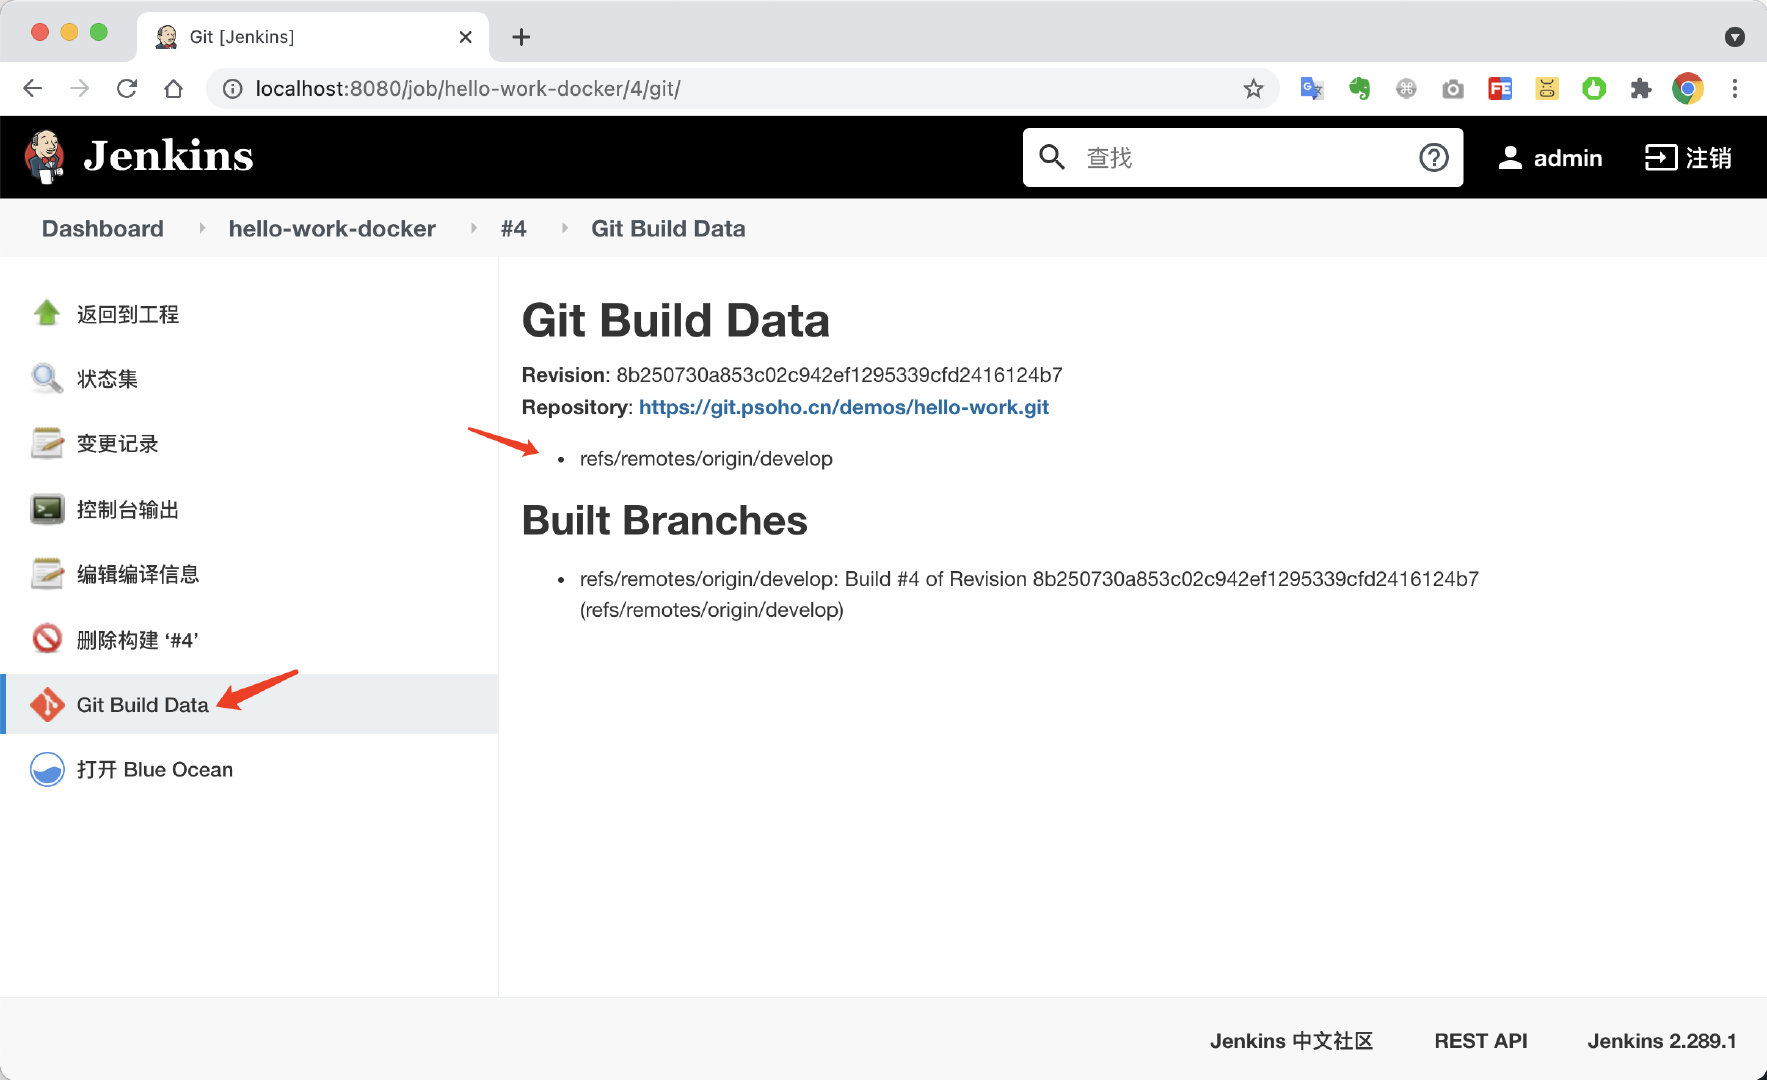 Git [Jenkins]
localhost:8080/job/hello-work-docker/4/git/
Jenkins
查找
admin
注销
Dashboard
hello-work-docker
#4
Git Build Data
返回到工程
状态集
变更记录
控制台输出
编辑编译信息
删除构建 ‘#4’
Git Build Data
打开 Blue Ocean
Git Build Data
Revision: 8b250730a853c02c942ef1295339cfd2416124b7
Repository: https://git.psoho.cn/demos/hello-work.git
refs/remotes/origin/develop
Built Branches
refs/remotes/origin/develop: Build #4 of Revision 8b250730a853c02c942ef1295339cfd2416124b7
(refs/remotes/origin/develop)
Jenkins 中文社区
REST API
Jenkins 2.289.1